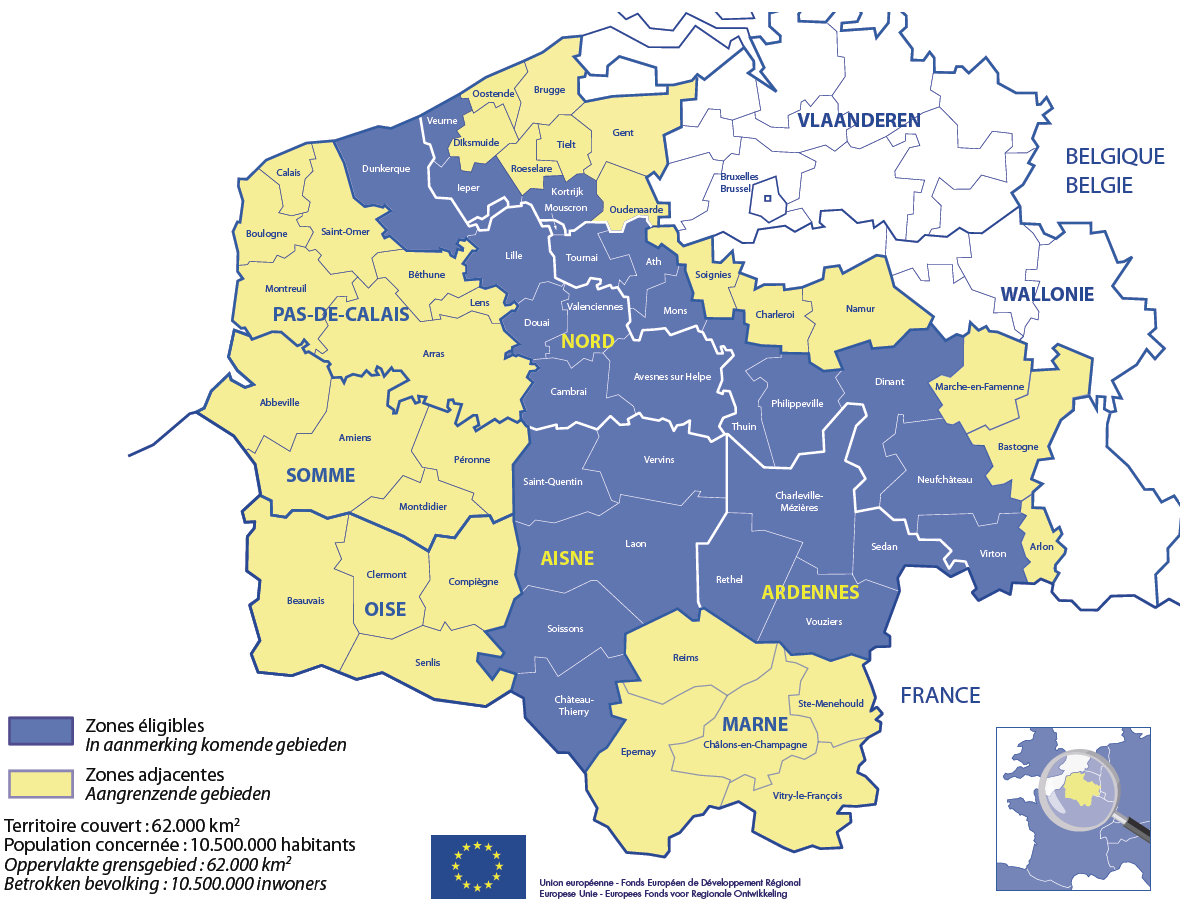 Oostende
Brugge
Veurne
Diksmuide
Tielt
Gent
VLAANDEREN
BELGIQUE
BELGIE
Calais
Dunkerque
Roeselare
Ieper
Kortrijk
Mouscron
Bruxelles
Brussel
Oudenaarde
Boulogne
Saint-Omer
Lille
Tournai
Ath
Béthune
Soignies
Montreuil
WALLONIE
PAS-DE-CALAIS
Lens
Valenciennes
Mons
Charleroi
Namur
Douai
NORD
Arras
Avesnes sur Helpe
Cambrai
Dinant
Marche-en-Famenne
Abbeville
Philippeville
Thuin
Amiens
Bastogne
SOMME
Péronne
Vervins
Saint-Quentin
Neufchâteau
Charleville-
Mézières
Montdidier
Laon
AISNE
Sedan
Virton
Arlon
Clermont
Compiègne
Rethel
ARDENNES
Beauvais
OISE
Soissons
Vouziers
Senlis
Reims
FRANCE
Château-
Thierry
Ste-Menehould
MARNE
Epernay
Châlons-en-Champagne
Vitry-le-François
Zones éligibles
In aanmerking komende gebieden
Zones adjacentes
Aangrenzende gebieden
Territoire couvert : 62.000 km²
Population concernée : 10.500.000 habitants
Oppervlakte grensgebied : 62.000 km²
Betrokken bevolking : 10.500.000 inwoners
Union européenne - Fonds Européen de Développement Régional
Europese Unie - Europees Fonds voor Regionale Ontwikkeling